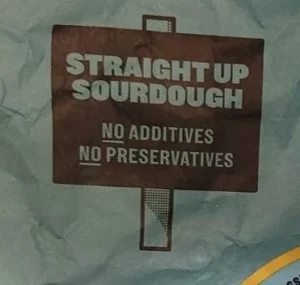 STRAIGHT UP
SOURDOUGH
NO ADDITIVES
NO PRESERVATIVES